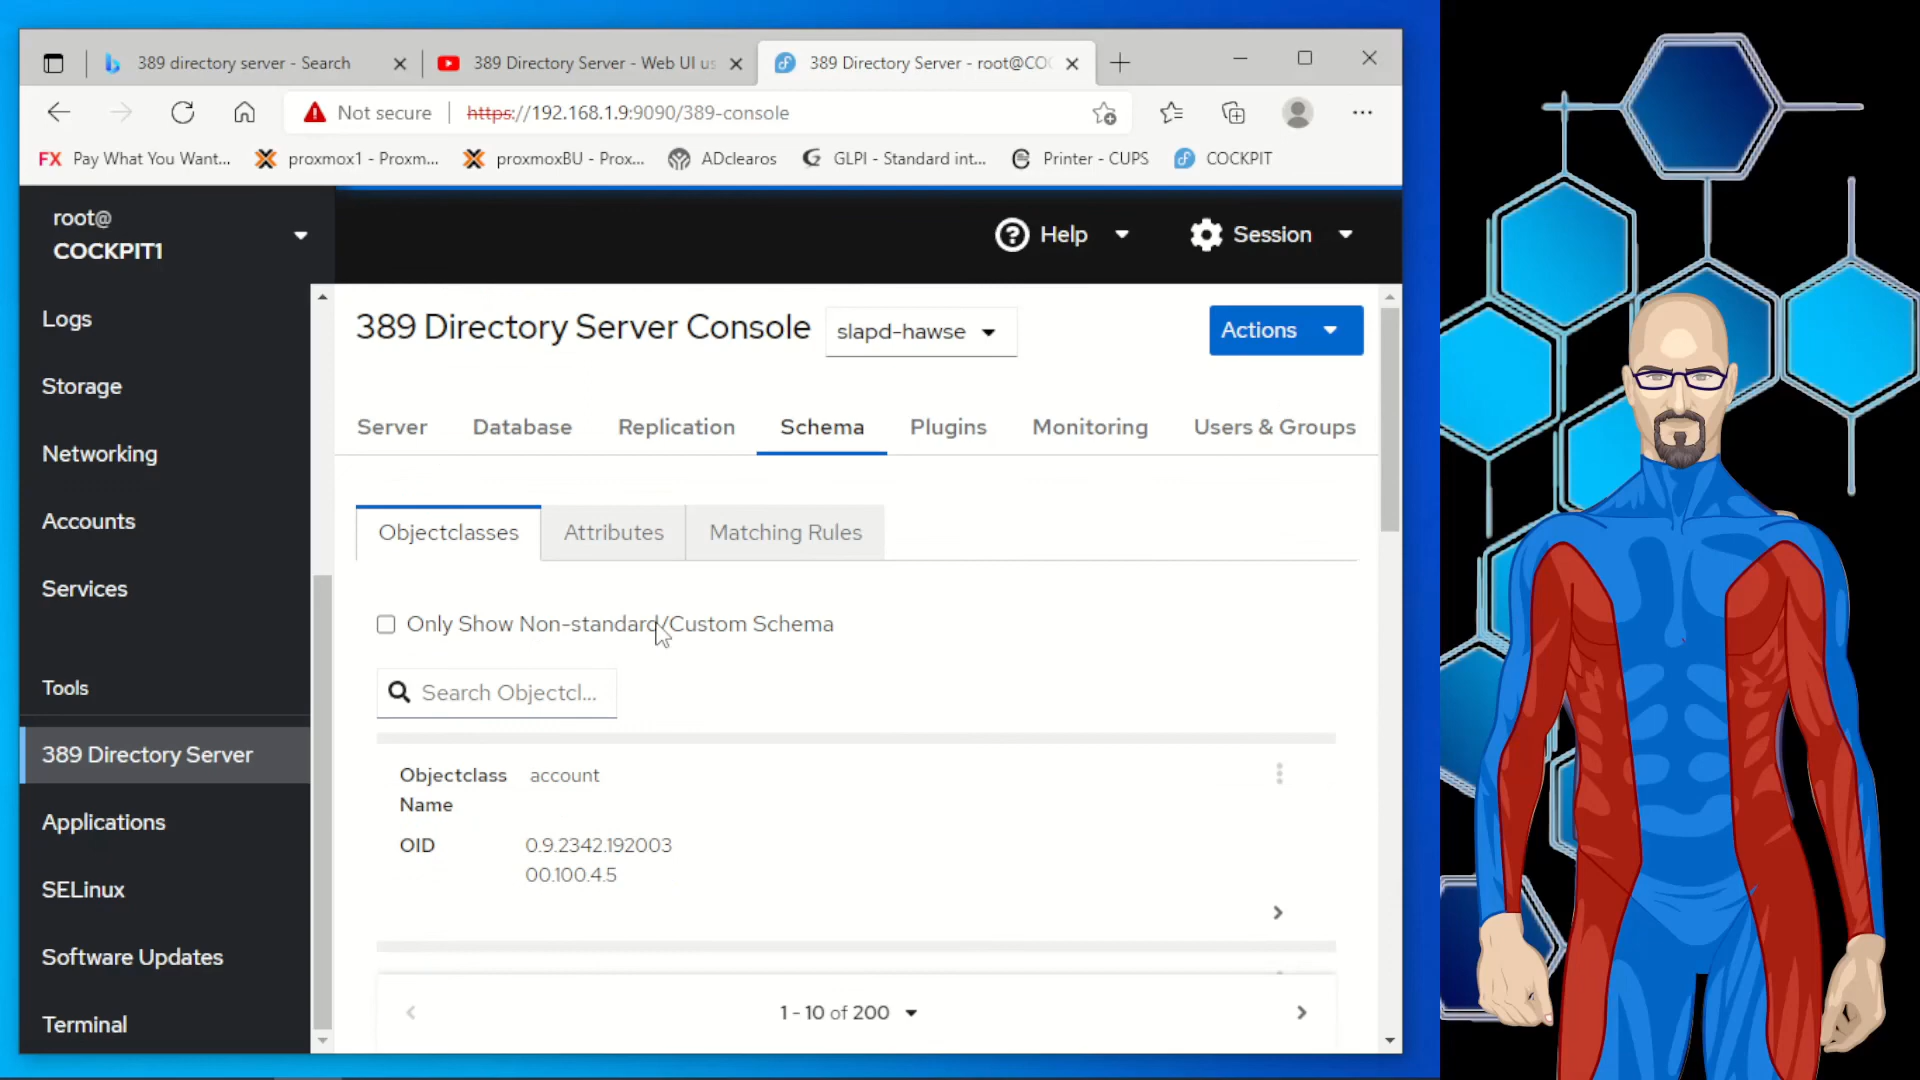 389 directory server - Search
389 Directory Server - Web UI us
389 Directory Server - root@COC
Not secure
https://192.168.1.9:9090/389-console
FX Pay What You Want...
proxmox1 - Proxm...
proxmoxBU - Prox...
ADclearos
GLPI - Standard int...
Printer - CUPS
COCKPIT
root@
COCKPIT1
Help
Session
Logs
Storage
Networking
Accounts
Services
Tools
389 Directory Server
Applications
SELinux
Software Updates
Terminal
389 Directory Server Console
slapd-hawse
Actions
Server
Database
Replication
Schema
Plugins
Monitoring
Users & Groups
Objectclasses
Attributes
Matching Rules
Only Show Non-standard/Custom Schema
Search Objectcl...
Objectclass
Name
account
OID
0.9.2342.192003
00.100.4.5
1 - 10 of 200